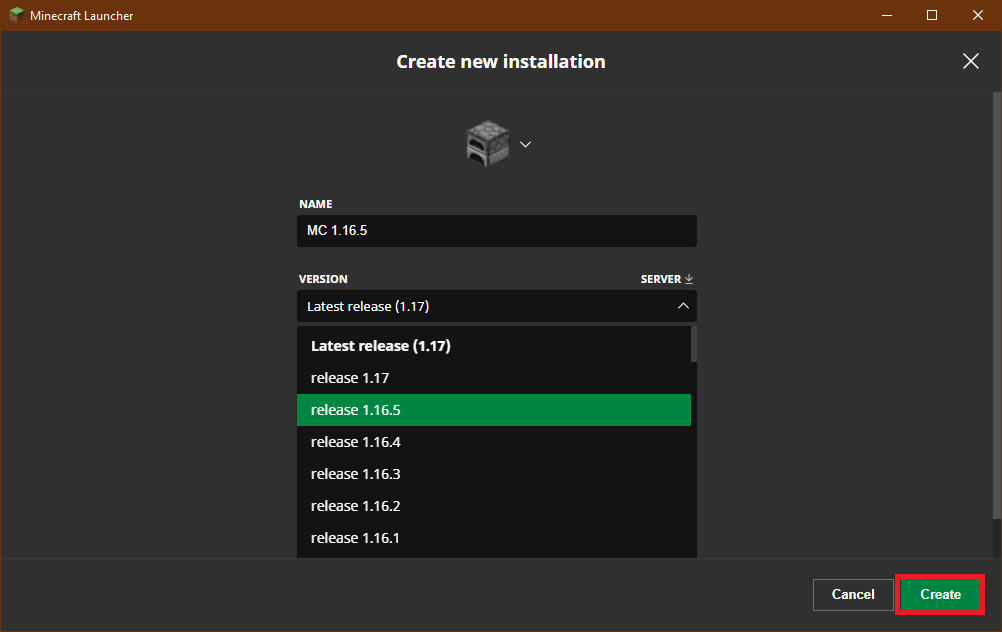 Minecraft Launcher
Create new installation
NAME
MC 1.16.5
VERSION
SERVER
Latest release (1.17)
Latest release (1.17)
release 1.17
release 1.16.5
release 1.16.4
release 1.16.3
release 1.16.2
release 1.16.1
Cancel
Create